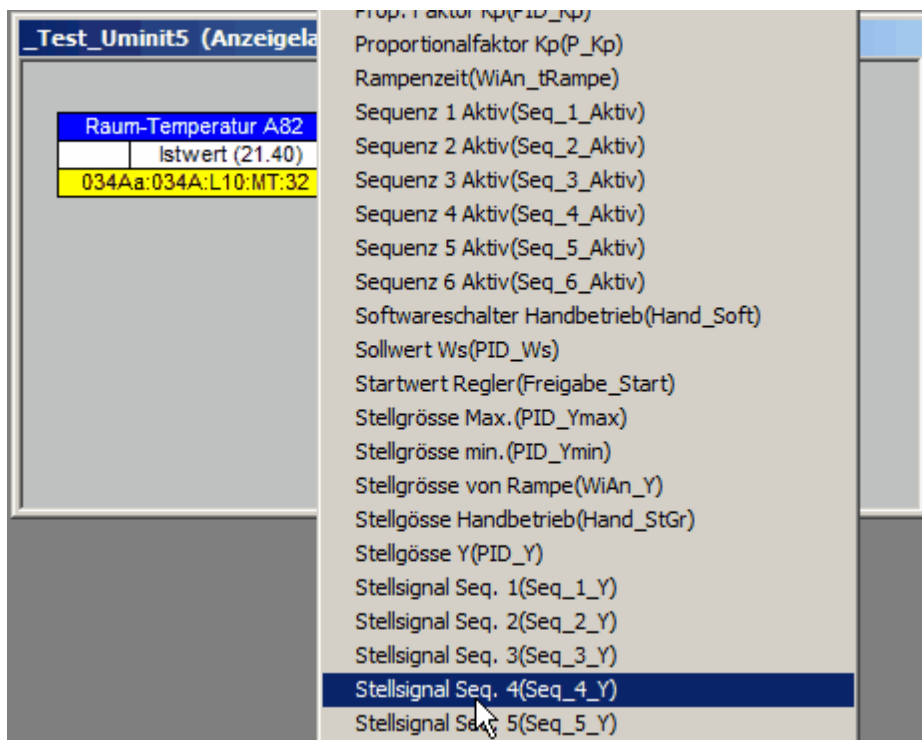 _Test_Uminit5 (Anzeigela
Raum-Temperatur A82
Istwert (21.40)
034Aa:034A:L10:MT:32
Prop. Faktor Kp(PID_Kp)
Proportionalfaktor Kp(P_Kp)
Rampenzeit(WiAn_tRampe)
Sequenz 1 Aktiv(Seq_1_Aktiv)
Sequenz 2 Aktiv(Seq_2_Aktiv)
Sequenz 3 Aktiv(Seq_3_Aktiv)
Sequenz 4 Aktiv(Seq_4_Aktiv)
Sequenz 5 Aktiv(Seq_5_Aktiv)
Sequenz 6 Aktiv(Seq_6_Aktiv)
Softwareschalter Handbetrieb(Hand_Soft)
Sollwert Ws(PID_Ws)
Startwert Regler(Freigabe_Start)
Stellgrösse Max.(PID_Ymax)
Stellgrösse min.(PID_Ymin)
Stellgrösse von Rampe(WiAn_Y)
Stellgösse Handbetrieb(Hand_StGr)
Stellgösse Y(PID_Y)
Stellsignal Seq. 1(Seq_1_Y)
Stellsignal Seq. 2(Seq_2_Y)
Stellsignal Seq. 3(Seq_3_Y)
Stellsignal Seq. 4(Seq_4_Y)
Stellsignal Seq. 5(Seq_5_Y)